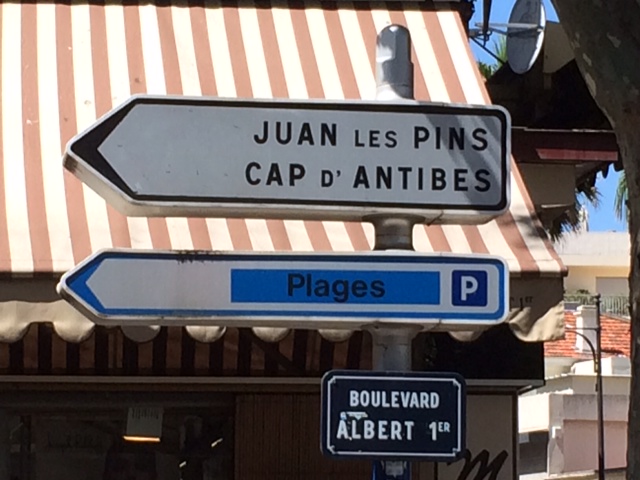 JUAN LES PINS
CAP D' ANTIBES
Plages P
BOULEVARD
ALBERT 1ER